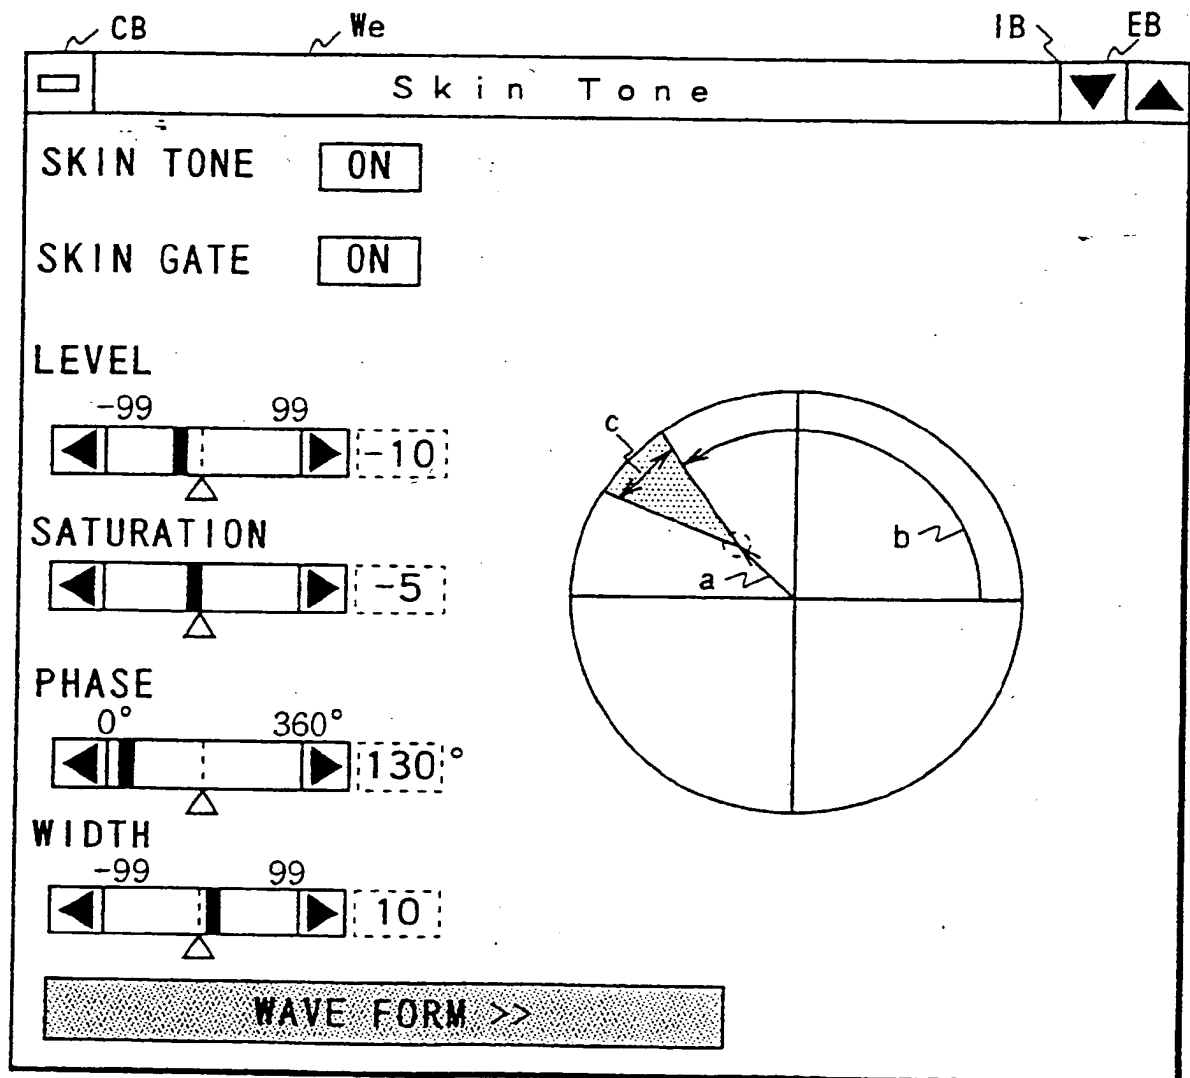 CB We IB EB
Skin Tone
SKIN TONE ON
SKIN GATE ON
LEVEL
-99 99
-10
SATURATION
-5
PHASE
0° 360°
130°
WIDTH
-99 99
10
WAVE FORM >>
c
b
a